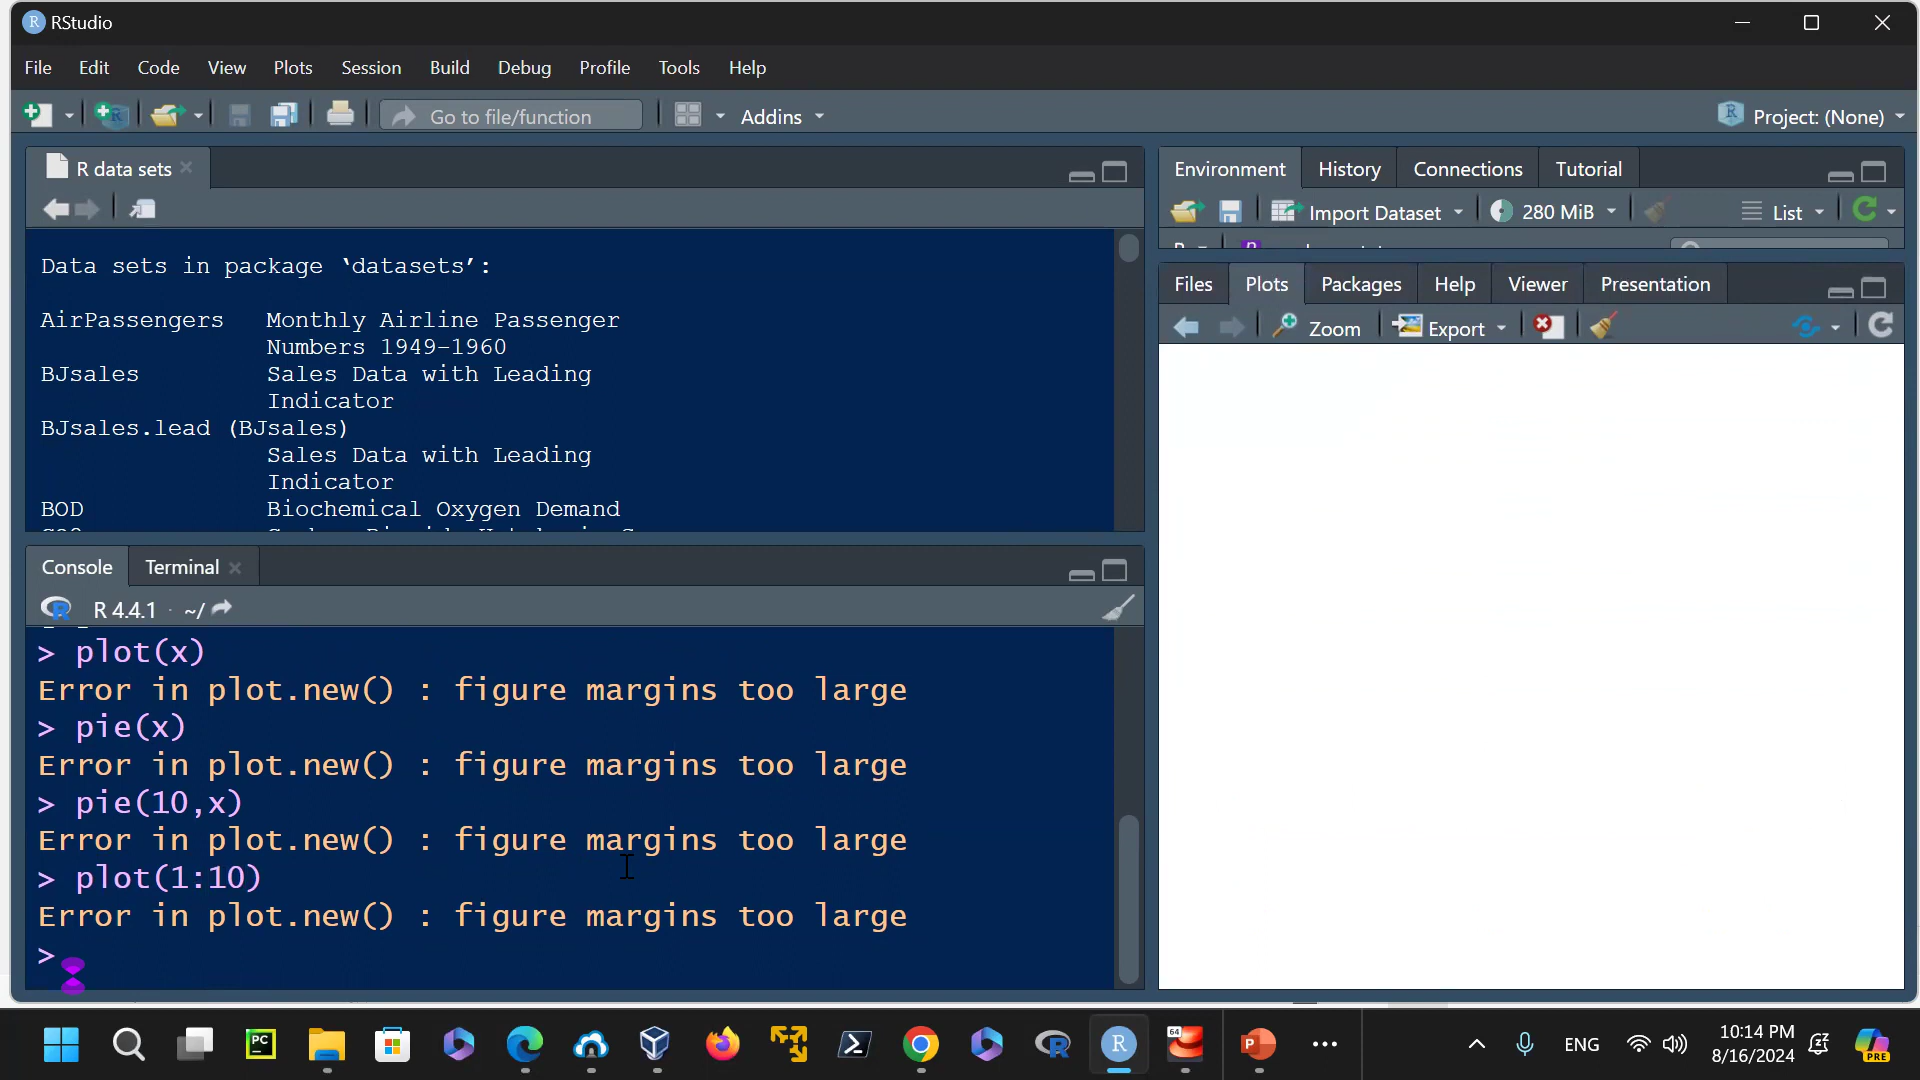 RStudio
File Edit Code View Plots Session Build Debug Profile Tools Help
Go to file/function Addins Project: (None)
R data sets
Data sets in package ‘datasets’:
AirPassengers Monthly Airline Passenger
Numbers 1949-1960
BJsales Sales Data with Leading
Indicator
BJsales.lead (BJsales)
Sales Data with Leading
Indicator
BOD Biochemical Oxygen Demand
Environment History Connections Tutorial
Import Dataset 280 MiB List
Files Plots Packages Help Viewer Presentation
Zoom Export
Console Terminal
R 4.4.1 · ~/
> plot(x)
Error in plot.new() : figure margins too large
> pie(x)
Error in plot.new() : figure margins too large
> pie(10,x)
Error in plot.new() : figure margins too large
> plot(1:10)
Error in plot.new() : figure margins too large
>
PC 64 ENG 10:14 PM
8/16/2024 PRE